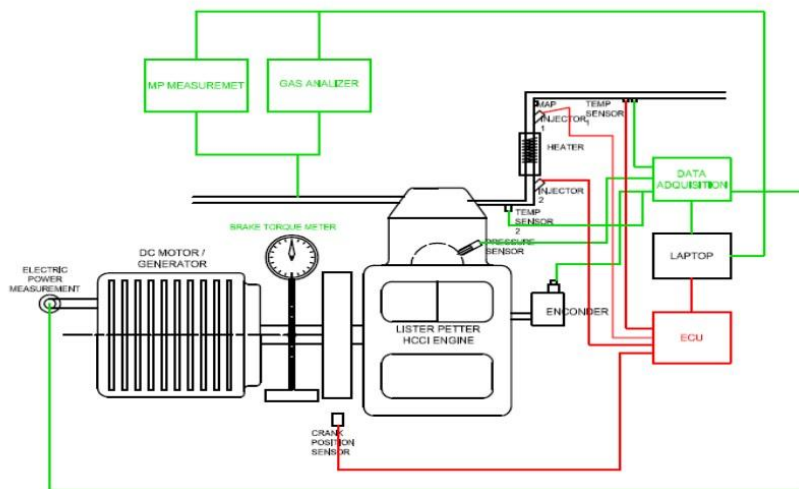 MP MEASUREMET
GAS ANALIZER
MAP
INJECTOR
1
TEMP
SENSOR
1
HEATER
INJECTOR
2
DATA
ADQUISITION
TEMP
SENSOR
2
BRAKE TORQUE METER
PRESSURE
SENSOR
DC MOTOR /
GENERATOR
LAPTOP
ELECTRIC
POWER
MEASUREMENT
ENCONDER
LISTER PETTER
HCCI ENGINE
ECU
CRANK
POSITION
SENSOR